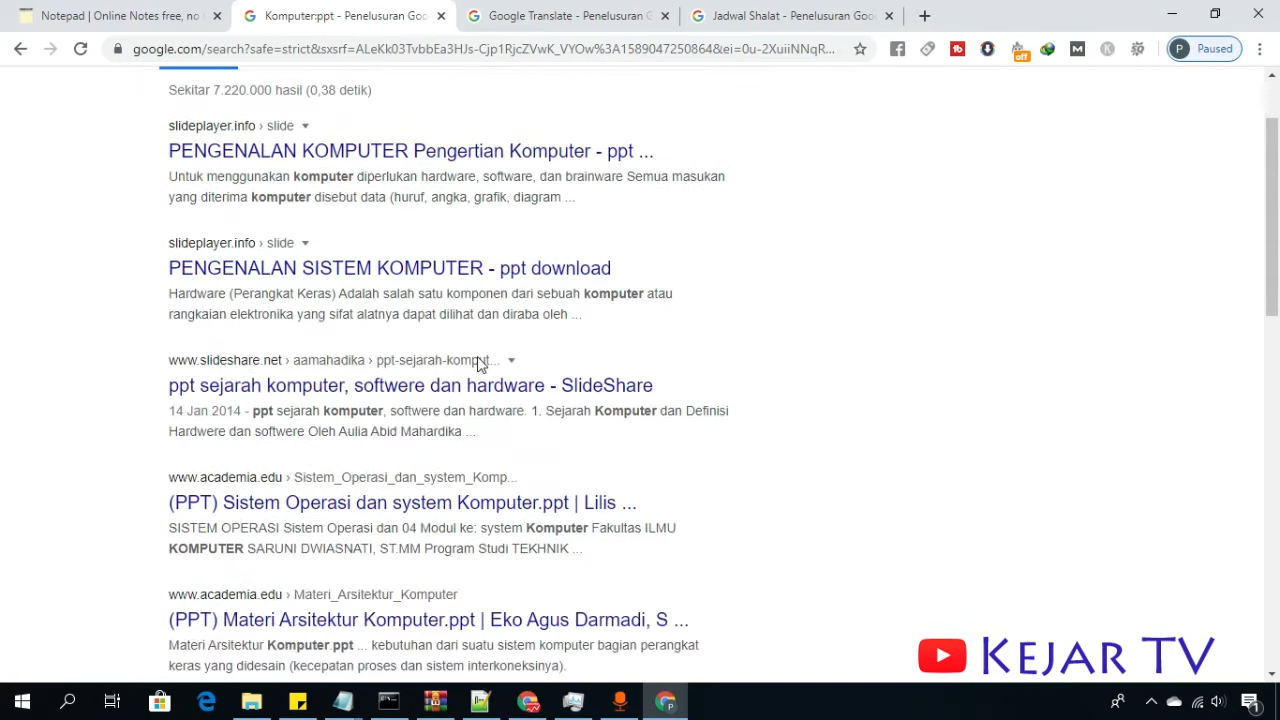 Notepad | Online Notes free, no
Komputer:ppt - Penelusuran Goo
Google Translate - Penelusuran G
Jadwal Shalat - Penelusuran Goo
google.com/search?safe=strict&sxsrf=ALeKk03TvbbEa3HJs-Cjp1RjcZVwK_VYOw%3A1589047250864&ei=0u-2XuiiNNqR...
off
P Paused
Sekitar 7.220.000 hasil (0,38 detik)
slideplayer.info › slide
PENGENALAN KOMPUTER Pengertian Komputer - ppt ...
Untuk menggunakan komputer diperlukan hardware, software, dan brainware Semua masukan
yang diterima komputer disebut data (huruf, angka, grafik, diagram ...
slideplayer.info › slide
PENGENALAN SISTEM KOMPUTER - ppt download
Hardware (Perangkat Keras) Adalah salah satu komponen dari sebuah komputer atau
rangkaian elektronika yang sifat alatnya dapat dilihat dan diraba oleh ...
www.slideshare.net › aamahadika › ppt-sejarah-komput...
ppt sejarah komputer, softwere dan hardware - SlideShare
14 Jan 2014 - ppt sejarah komputer, softwere dan hardware. 1. Sejarah Komputer dan Definisi
Hardwere dan softwere Oleh Aulia Abid Mahardika ...
www.academia.edu › Sistem_Operasi_dan_system_Komp...
(PPT) Sistem Operasi dan system Komputer.ppt | Lilis ...
SISTEM OPERASI Sistem Operasi dan 04 Modul ke: system Komputer Fakultas ILMU
KOMPUTER SARUNI DWIASNATI, ST.MM Program Studi TEKHNIK ...
www.academia.edu › Materi_Arsitektur_Komputer
(PPT) Materi Arsitektur Komputer.ppt | Eko Agus Darmadi, S ...
Materi Arsitektur Komputer.ppt ... kebutuhan dari suatu sistem komputer bagian perangkat
keras yang didesain (kecepatan proses dan sistem interkoneksinya).
KEJAR TV